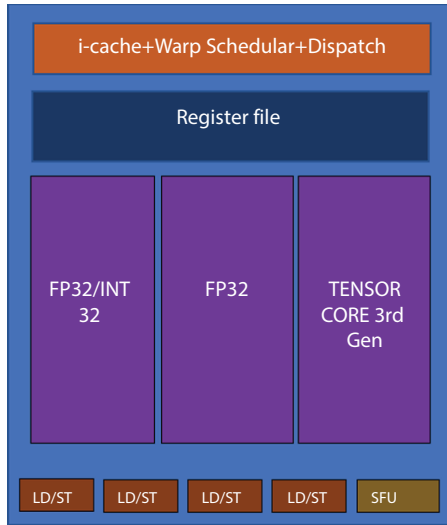 i-cache+Warp Schedular+Dispatch
Register file
FP32/INT
32
FP32
TENSOR
CORE 3rd
Gen
LD/ST
LD/ST
LD/ST
LD/ST
SFU